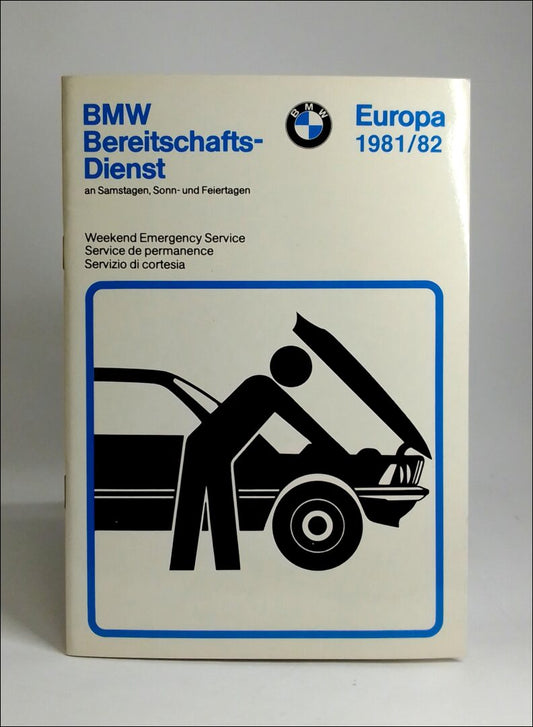 BMW
Bereitschafts-
Dienst
an Samstagen, Sonn- und Feiertagen
BMW
Europa
1981/82
Weekend Emergency Service
Service de permanence
Servizio di cortesia